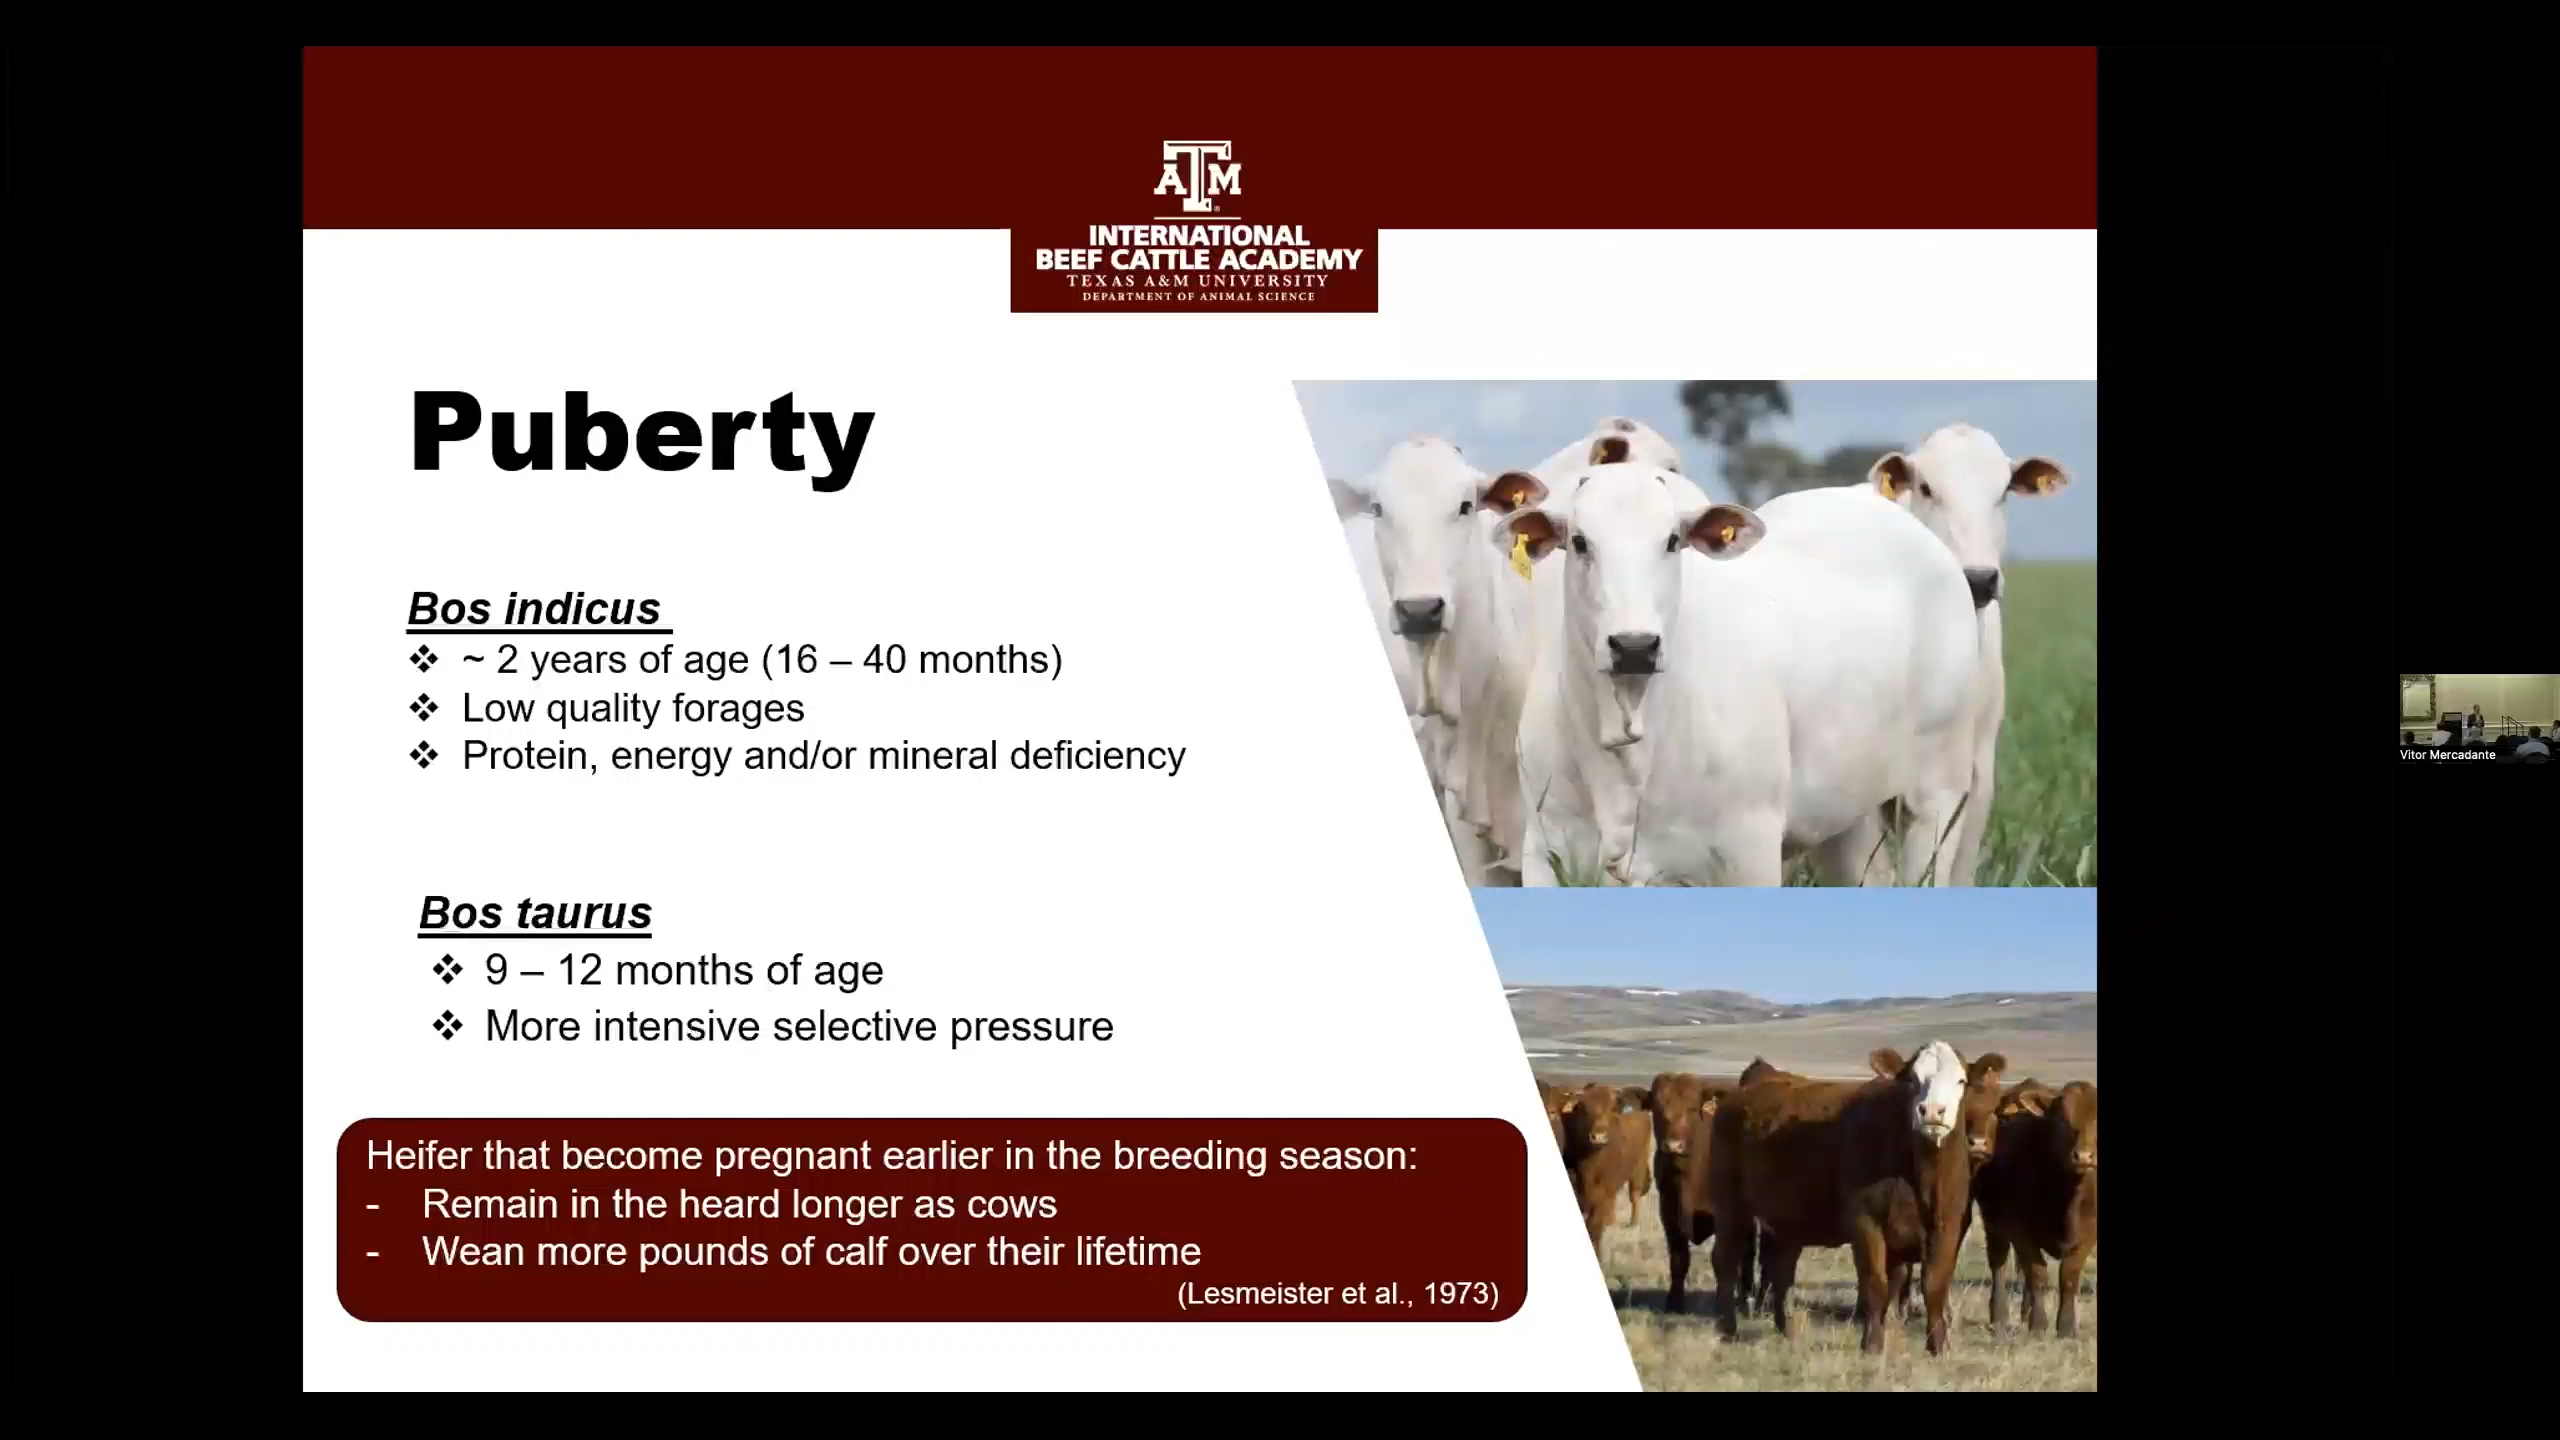 ATM
INTERNATIONAL
BEEF CATTLE ACADEMY
TEXAS A&M UNIVERSITY
DEPARTMENT OF ANIMAL SCIENCE
Puberty
Bos indicus
❖ ~ 2 years of age (16 – 40 months)
❖ Low quality forages
❖ Protein, energy and/or mineral deficiency
Bos taurus
❖ 9 – 12 months of age
❖ More intensive selective pressure
Heifer that become pregnant earlier in the breeding season:
- Remain in the heard longer as cows
- Wean more pounds of calf over their lifetime
(Lesmeister et al., 1973)
Vitor Mercadante